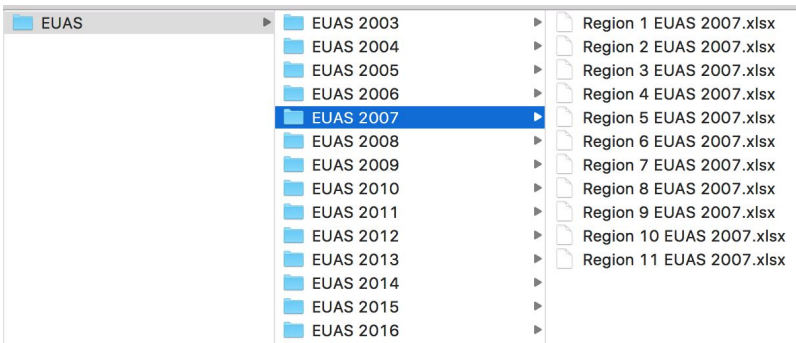 EUAS
EUAS 2003
EUAS 2004
EUAS 2005
EUAS 2006
EUAS 2007
EUAS 2008
EUAS 2009
EUAS 2010
EUAS 2011
EUAS 2012
EUAS 2013
EUAS 2014
EUAS 2015
EUAS 2016
Region 1 EUAS 2007.xlsx
Region 2 EUAS 2007.xlsx
Region 3 EUAS 2007.xlsx
Region 4 EUAS 2007.xlsx
Region 5 EUAS 2007.xlsx
Region 6 EUAS 2007.xlsx
Region 7 EUAS 2007.xlsx
Region 8 EUAS 2007.xlsx
Region 9 EUAS 2007.xlsx
Region 10 EUAS 2007.xlsx
Region 11 EUAS 2007.xlsx